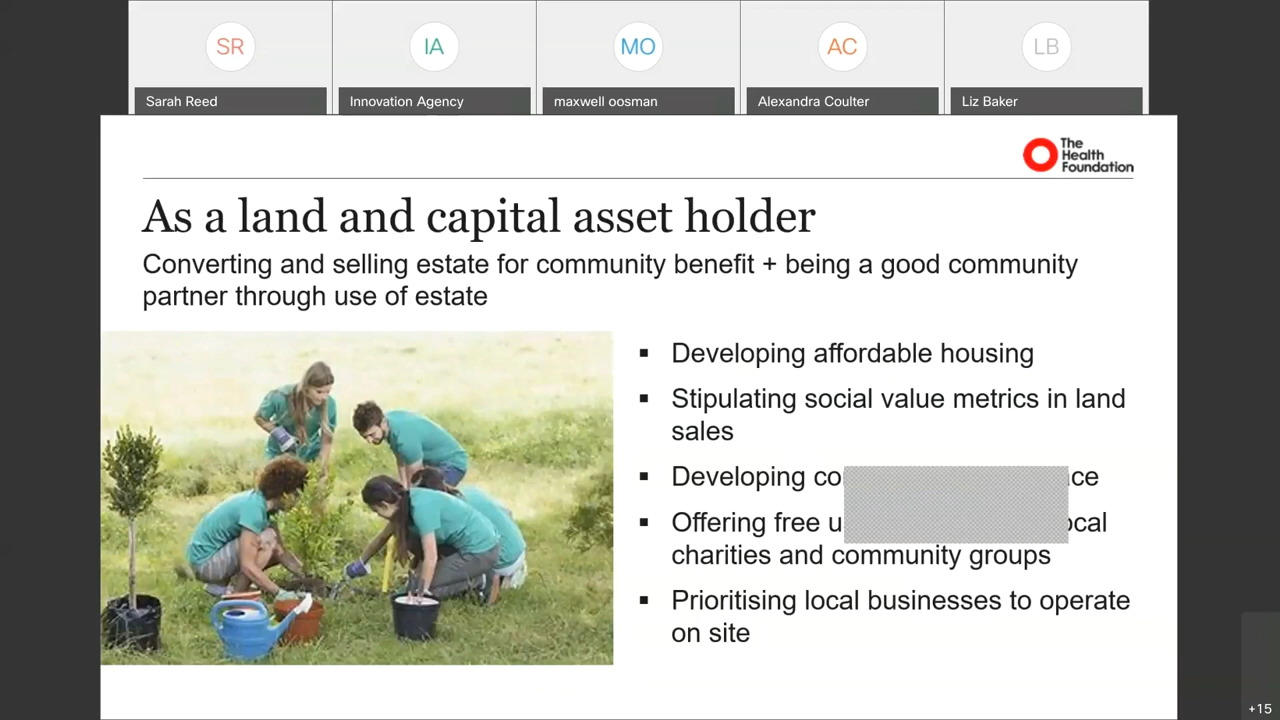 SR
IA
MO
AC
LB
Sarah Reed
Innovation Agency
maxwell oosman
Alexandra Coulter
Liz Baker
The
Health
Foundation
As a land and capital asset holder
Converting and selling estate for community benefit + being a good community
partner through use of estate
▪ Developing affordable housing
▪ Stipulating social value metrics in land
sales
▪ Developing
▪ Offering free
charities and community groups
▪ Prioritising local businesses to operate
on site
+15